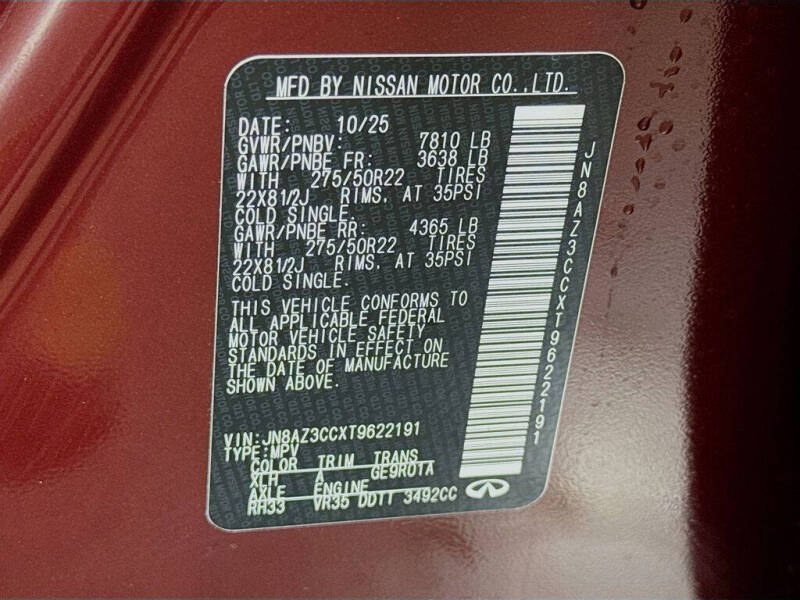 MFD BY NISSAN MOTOR CO.,LTD.
DATE: 10/25
GVWR/PNBV: 7810 LB
GAWR/PNBE FR: 3638 LB
WITH 275/50R22 TIRES
22X81/2J RIMS, AT 35PSI
COLD SINGLE.
GAWR/PNBE RR: 4365 LB
WITH 275/50R22 TIRES
22X81/2J RIMS, AT 35PSI
COLD SINGLE.
THIS VEHICLE CONFORMS TO
ALL APPLICABLE FEDERAL
MOTOR VEHICLE SAFETY
STANDARDS IN EFFECT ON
THE DATE OF MANUFACTURE
SHOWN ABOVE.
VIN:JN8AZ3CCXT9622191
TYPE:MPV
COLOR TRIM TRANS
XLH A GE9R01A
AXLE ENGINE
RH33 VR35 DDTT 3492CC
JN8AZ3CCXT9622191